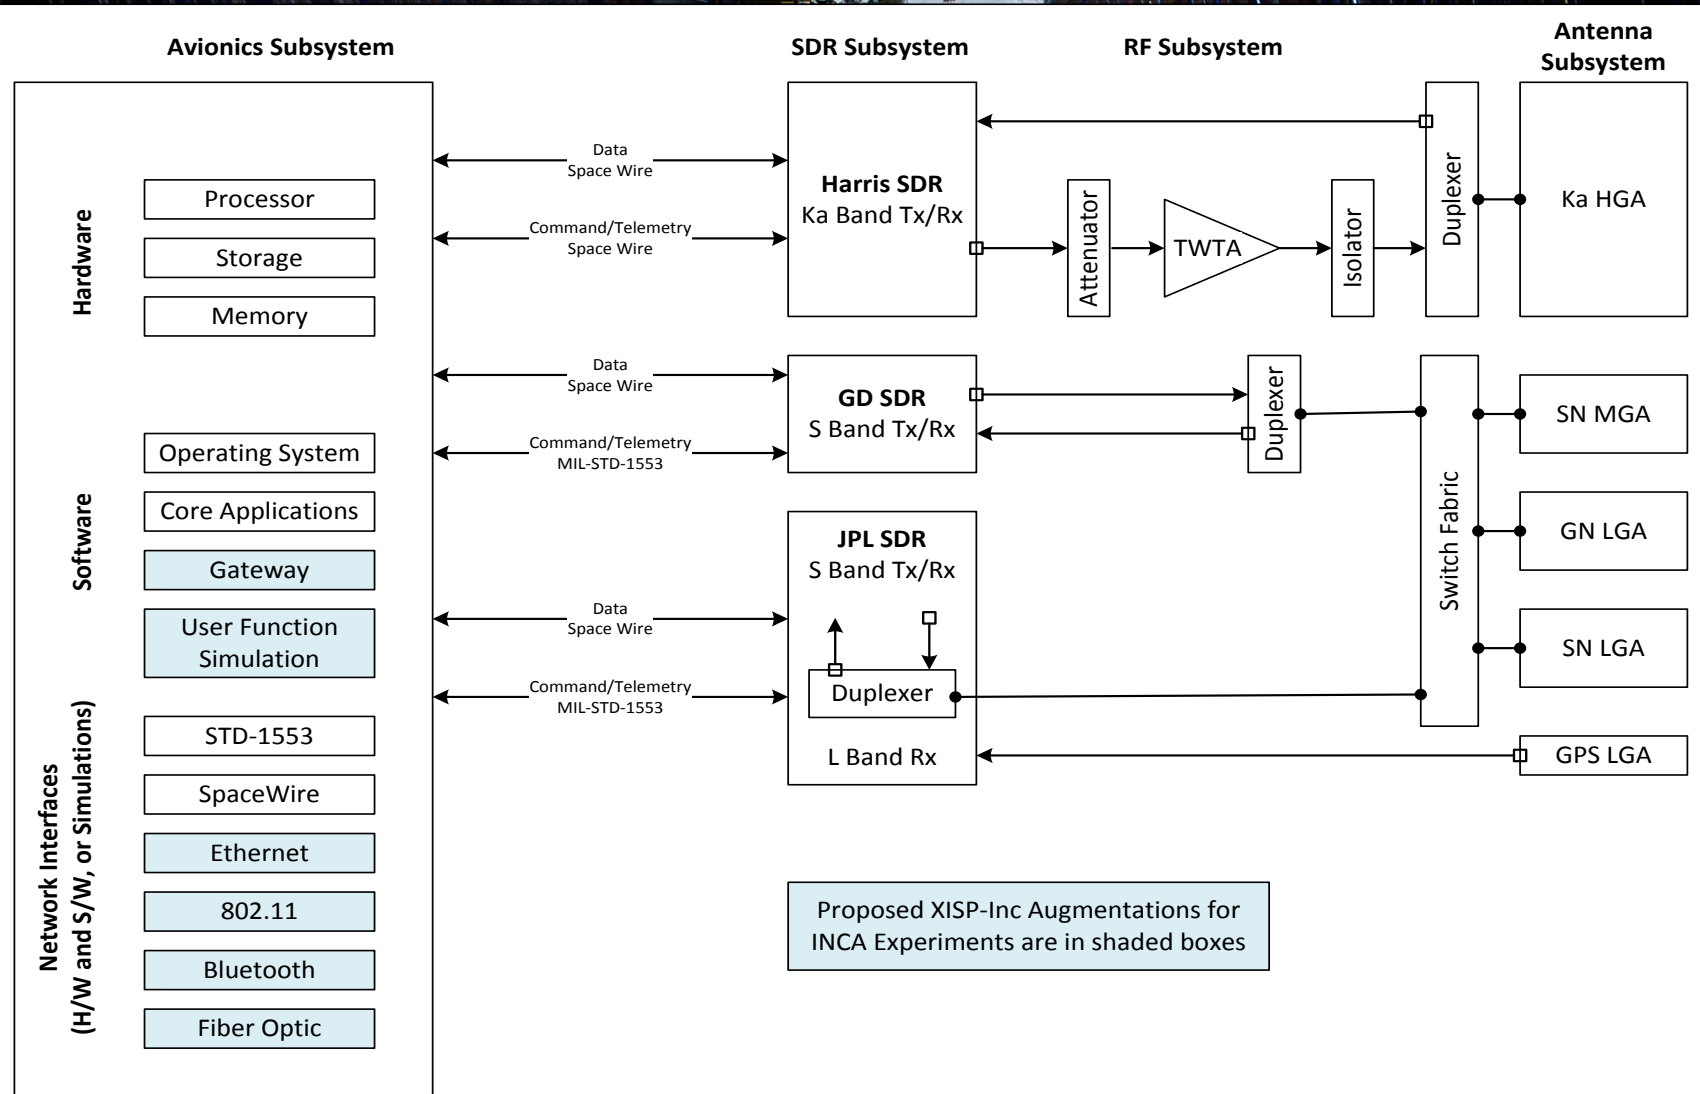 Avionics Subsystem
SDR Subsystem
RF Subsystem
Antenna
Subsystem
Hardware
Processor
Storage
Memory
Software
Operating System
Core Applications
Gateway
User Function
Simulation
Network Interfaces
(H/W and S/W, or Simulations)
STD-1553
SpaceWire
Ethernet
802.11
Bluetooth
Fiber Optic
Data
Space Wire
Command/Telemetry
Space Wire
Data
Space Wire
Command/Telemetry
MIL-STD-1553
Data
Space Wire
Command/Telemetry
MIL-STD-1553
Harris SDR
Ka Band Tx/Rx
Attenuator
TWTA
Isolator
Duplexer
Ka HGA
GD SDR
S Band Tx/Rx
Duplexer
Switch Fabric
SN MGA
GN LGA
SN LGA
JPL SDR
S Band Tx/Rx
Duplexer
L Band Rx
GPS LGA
Proposed XISP-Inc Augmentations for
INCA Experiments are in shaded boxes